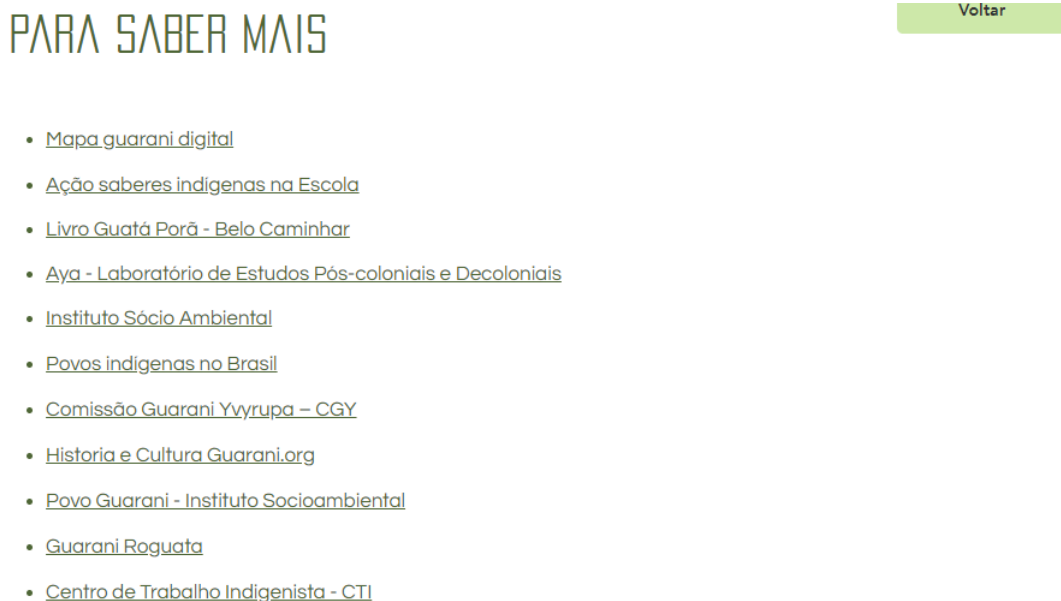 PARA SABER MAIS
Voltar
Mapa guarani digital
Ação saberes indígenas na Escola
Livro Guatá Porã - Belo Caminhar
Aya - Laboratório de Estudos Pós-coloniais e Decoloniais
Instituto Sócio Ambiental
Povos indígenas no Brasil
Comissão Guarani Yvyrupa – CGY
Historia e Cultura Guarani.org
Povo Guarani - Instituto Socioambiental
Guarani Roguata
Centro de Trabalho Indigenista - CTI